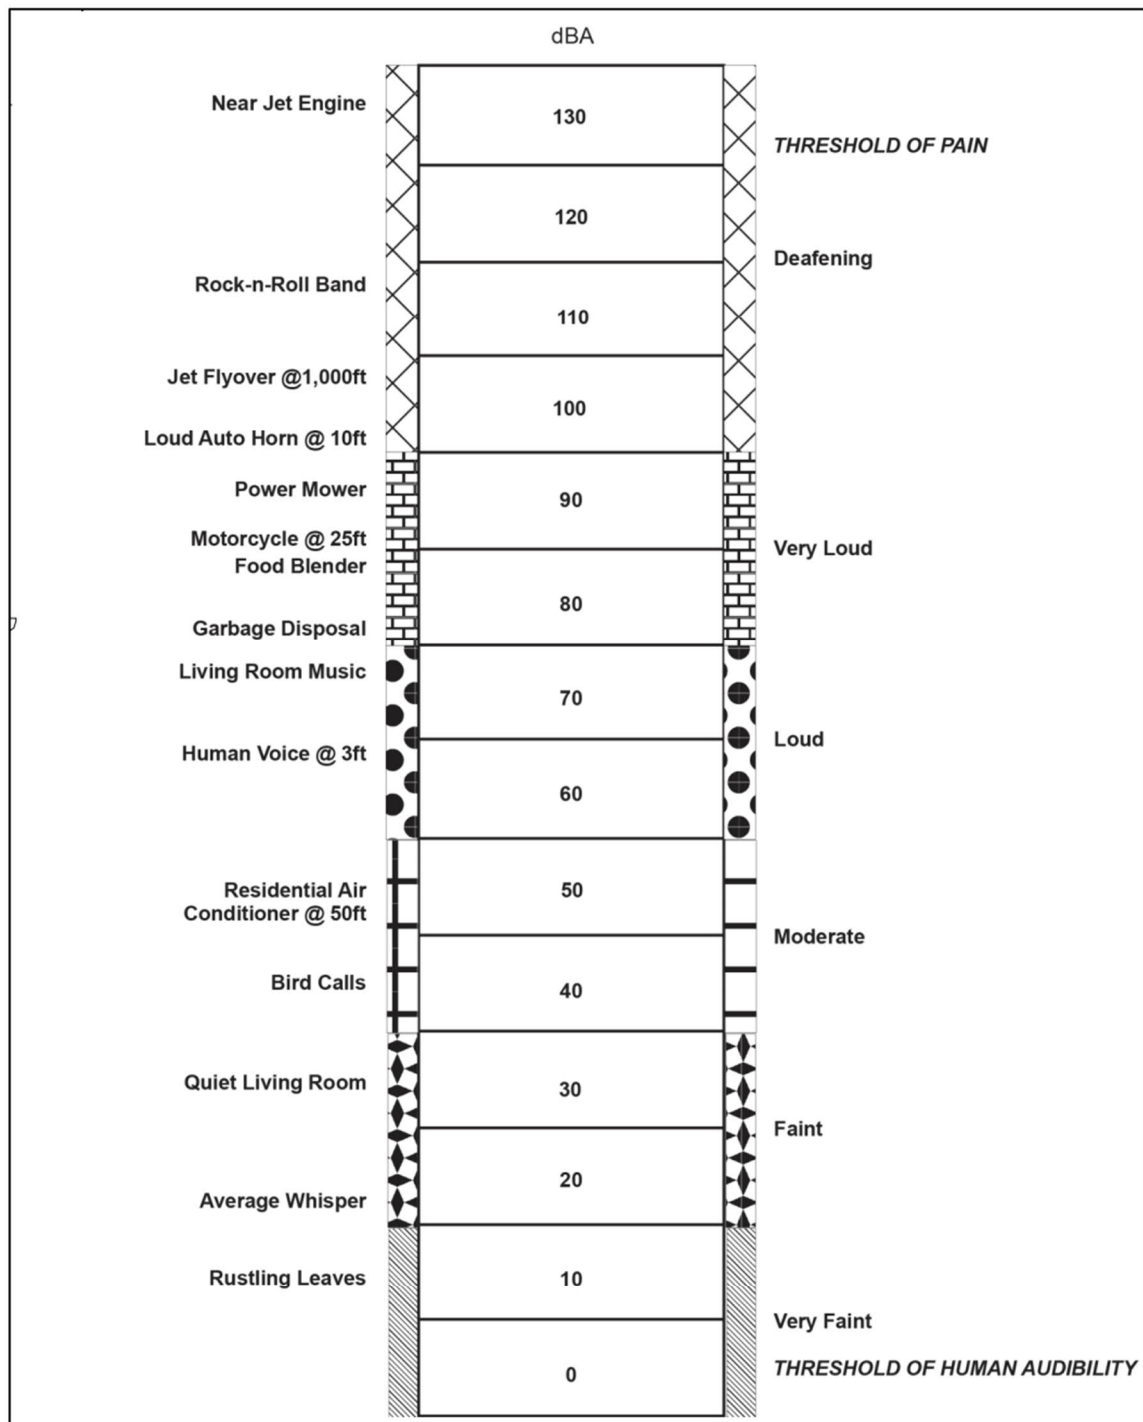 dBA
Near Jet Engine
130
THRESHOLD OF PAIN
120
Deafening
Rock-n-Roll Band
110
Jet Flyover @1,000ft
100
Loud Auto Horn @ 10ft
Power Mower
90
Motorcycle @ 25ft
Very Loud
Food Blender
80
Garbage Disposal
Living Room Music
70
Loud
Human Voice @ 3ft
60
Residential Air
50
Conditioner @ 50ft
Moderate
Bird Calls
40
Quiet Living Room
30
Faint
20
Average Whisper
Rustling Leaves
10
Very Faint
THRESHOLD OF HUMAN AUDIBILITY
0